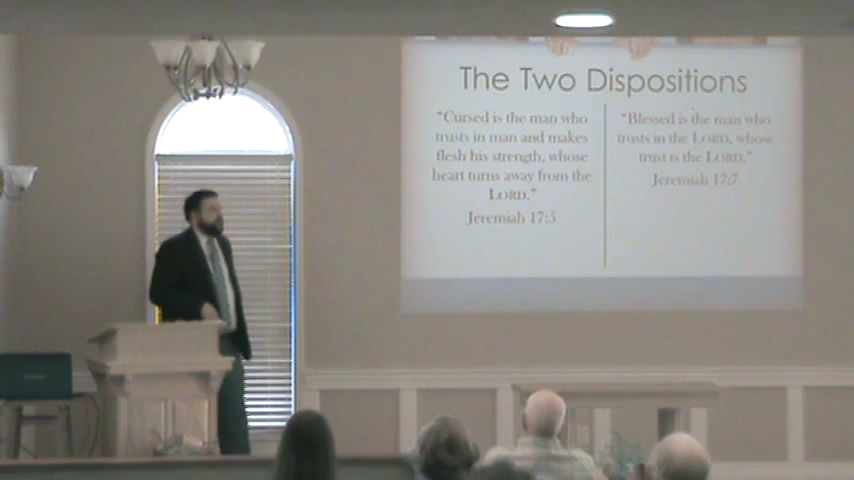 The Two Dispositions
“Cursed is the man who
trusts in man and makes
flesh his strength, whose
heart turns away from the
LORD.”
Jeremiah 17:5
“Blessed is the man who
trusts in the LORD, whose
trust is the LORD.”
Jeremiah 17:7